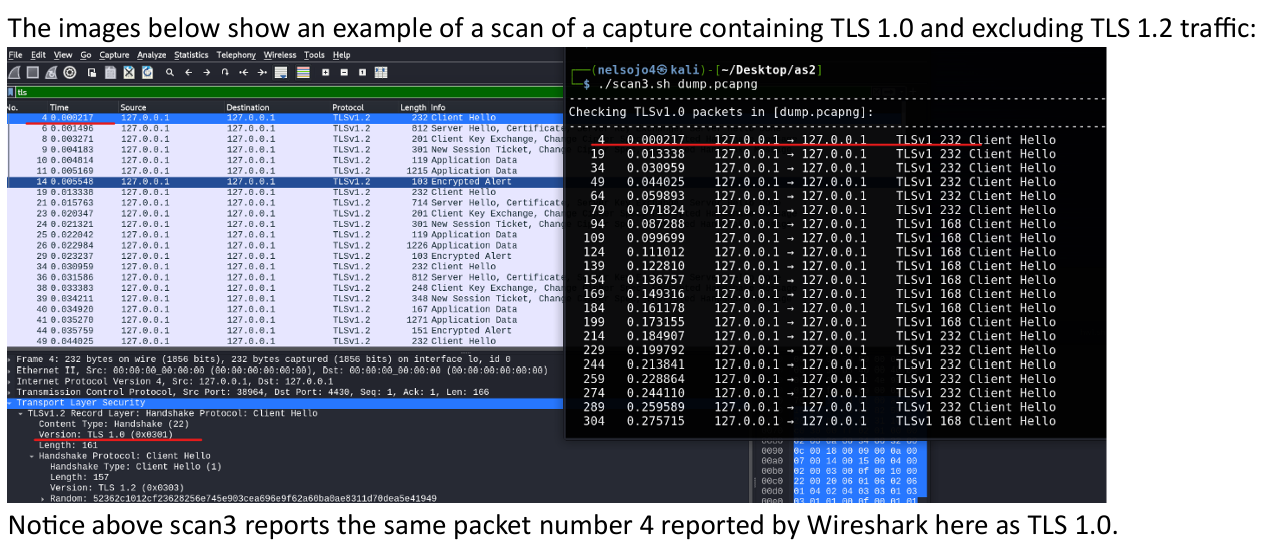 The images below show an example of a scan of a capture containing TLS 1.0 and excluding TLS 1.2 traffic:
File Edit View Go Capture Analyze Statistics Telephony Wireless Tools Help
tls
No. Time Source Destination Protocol Length Info
4 0.000217 127.0.0.1 127.0.0.1 TLSv1.2 232 Client Hello
6 0.001496 127.0.0.1 127.0.0.1 TLSv1.2 812 Server Hello, Certificate
8 0.003271 127.0.0.1 127.0.0.1 TLSv1.2 201 Client Key Exchange, Chan
9 0.004183 127.0.0.1 127.0.0.1 TLSv1.2 301 New Session Ticket, Chang
10 0.004814 127.0.0.1 127.0.0.1 TLSv1.2 119 Application Data
11 0.005169 127.0.0.1 127.0.0.1 TLSv1.2 1215 Application Data
14 0.005548 127.0.0.1 127.0.0.1 TLSv1.2 103 Encrypted Alert
19 0.013338 127.0.0.1 127.0.0.1 TLSv1.2 232 Client Hello
21 0.015763 127.0.0.1 127.0.0.1 TLSv1.2 714 Server Hello, Certificate
23 0.020347 127.0.0.1 127.0.0.1 TLSv1.2 201 Client Key Exchange, Chan
24 0.021321 127.0.0.1 127.0.0.1 TLSv1.2 301 New Session Ticket, Chang
25 0.022042 127.0.0.1 127.0.0.1 TLSv1.2 119 Application Data
26 0.022984 127.0.0.1 127.0.0.1 TLSv1.2 1226 Application Data
29 0.023237 127.0.0.1 127.0.0.1 TLSv1.2 103 Encrypted Alert
34 0.030959 127.0.0.1 127.0.0.1 TLSv1.2 232 Client Hello
36 0.031586 127.0.0.1 127.0.0.1 TLSv1.2 812 Server Hello, Certificate
38 0.033383 127.0.0.1 127.0.0.1 TLSv1.2 248 Client Key Exchange, Chan
39 0.034211 127.0.0.1 127.0.0.1 TLSv1.2 348 New Session Ticket, Chang
40 0.034920 127.0.0.1 127.0.0.1 TLSv1.2 167 Application Data
41 0.035270 127.0.0.1 127.0.0.1 TLSv1.2 1271 Application Data
44 0.035759 127.0.0.1 127.0.0.1 TLSv1.2 151 Encrypted Alert
49 0.044025 127.0.0.1 127.0.0.1 TLSv1.2 232 Client Hello
Frame 4: 232 bytes on wire (1856 bits), 232 bytes captured (1856 bits) on interface lo, id 0
Ethernet II, Src: 00:00:00_00:00:00 (00:00:00:00:00:00), Dst: 00:00:00_00:00:00 (00:00:00:00:00:00)
Internet Protocol Version 4, Src: 127.0.0.1, Dst: 127.0.0.1
Transmission Control Protocol, Src Port: 38964, Dst Port: 4430, Seq: 1, Ack: 1, Len: 166
Transport Layer Security
TLSv1.2 Record Layer: Handshake Protocol: Client Hello
Content Type: Handshake (22)
Version: TLS 1.0 (0x0301)
Length: 161
Handshake Protocol: Client Hello
Handshake Type: Client Hello (1)
Length: 157
Version: TLS 1.2 (0x0303)
Random: 52362c1012cf23628256e745e903cea696e9f62a60ba0ae8311d70dea5e41949
(nelsojo4㉿kali)-[~/Desktop/as2]
$ ./scan3.sh dump.pcapng
Checking TLSv1.0 packets in [dump.pcapng]:
4 0.000217 127.0.0.1 → 127.0.0.1 TLSv1 232 Client Hello
19 0.013338 127.0.0.1 → 127.0.0.1 TLSv1 232 Client Hello
34 0.030959 127.0.0.1 → 127.0.0.1 TLSv1 232 Client Hello
49 0.044025 127.0.0.1 → 127.0.0.1 TLSv1 232 Client Hello
64 0.059893 127.0.0.1 → 127.0.0.1 TLSv1 232 Client Hello
79 0.071824 127.0.0.1 → 127.0.0.1 TLSv1 232 Client Hello
94 0.087288 127.0.0.1 → 127.0.0.1 TLSv1 168 Client Hello
109 0.099699 127.0.0.1 → 127.0.0.1 TLSv1 168 Client Hello
124 0.111012 127.0.0.1 → 127.0.0.1 TLSv1 168 Client Hello
139 0.122810 127.0.0.1 → 127.0.0.1 TLSv1 168 Client Hello
154 0.136757 127.0.0.1 → 127.0.0.1 TLSv1 168 Client Hello
169 0.149316 127.0.0.1 → 127.0.0.1 TLSv1 168 Client Hello
184 0.161178 127.0.0.1 → 127.0.0.1 TLSv1 168 Client Hello
199 0.173155 127.0.0.1 → 127.0.0.1 TLSv1 168 Client Hello
214 0.184907 127.0.0.1 → 127.0.0.1 TLSv1 232 Client Hello
229 0.199792 127.0.0.1 → 127.0.0.1 TLSv1 232 Client Hello
244 0.213841 127.0.0.1 → 127.0.0.1 TLSv1 232 Client Hello
259 0.228864 127.0.0.1 → 127.0.0.1 TLSv1 232 Client Hello
274 0.244110 127.0.0.1 → 127.0.0.1 TLSv1 232 Client Hello
289 0.259589 127.0.0.1 → 127.0.0.1 TLSv1 232 Client Hello
304 0.275715 127.0.0.1 → 127.0.0.1 TLSv1 168 Client Hello
0090 0c 00 18 00 09 00 0a 00
00a0 07 00 14 00 15 00 04 00
00b0 02 00 03 00 0f 00 10 00
00c0 22 00 20 06 01 06 02 06
00d0 01 04 02 04 03 03 01 03
Notice above scan3 reports the same packet number 4 reported by Wireshark here as TLS 1.0.